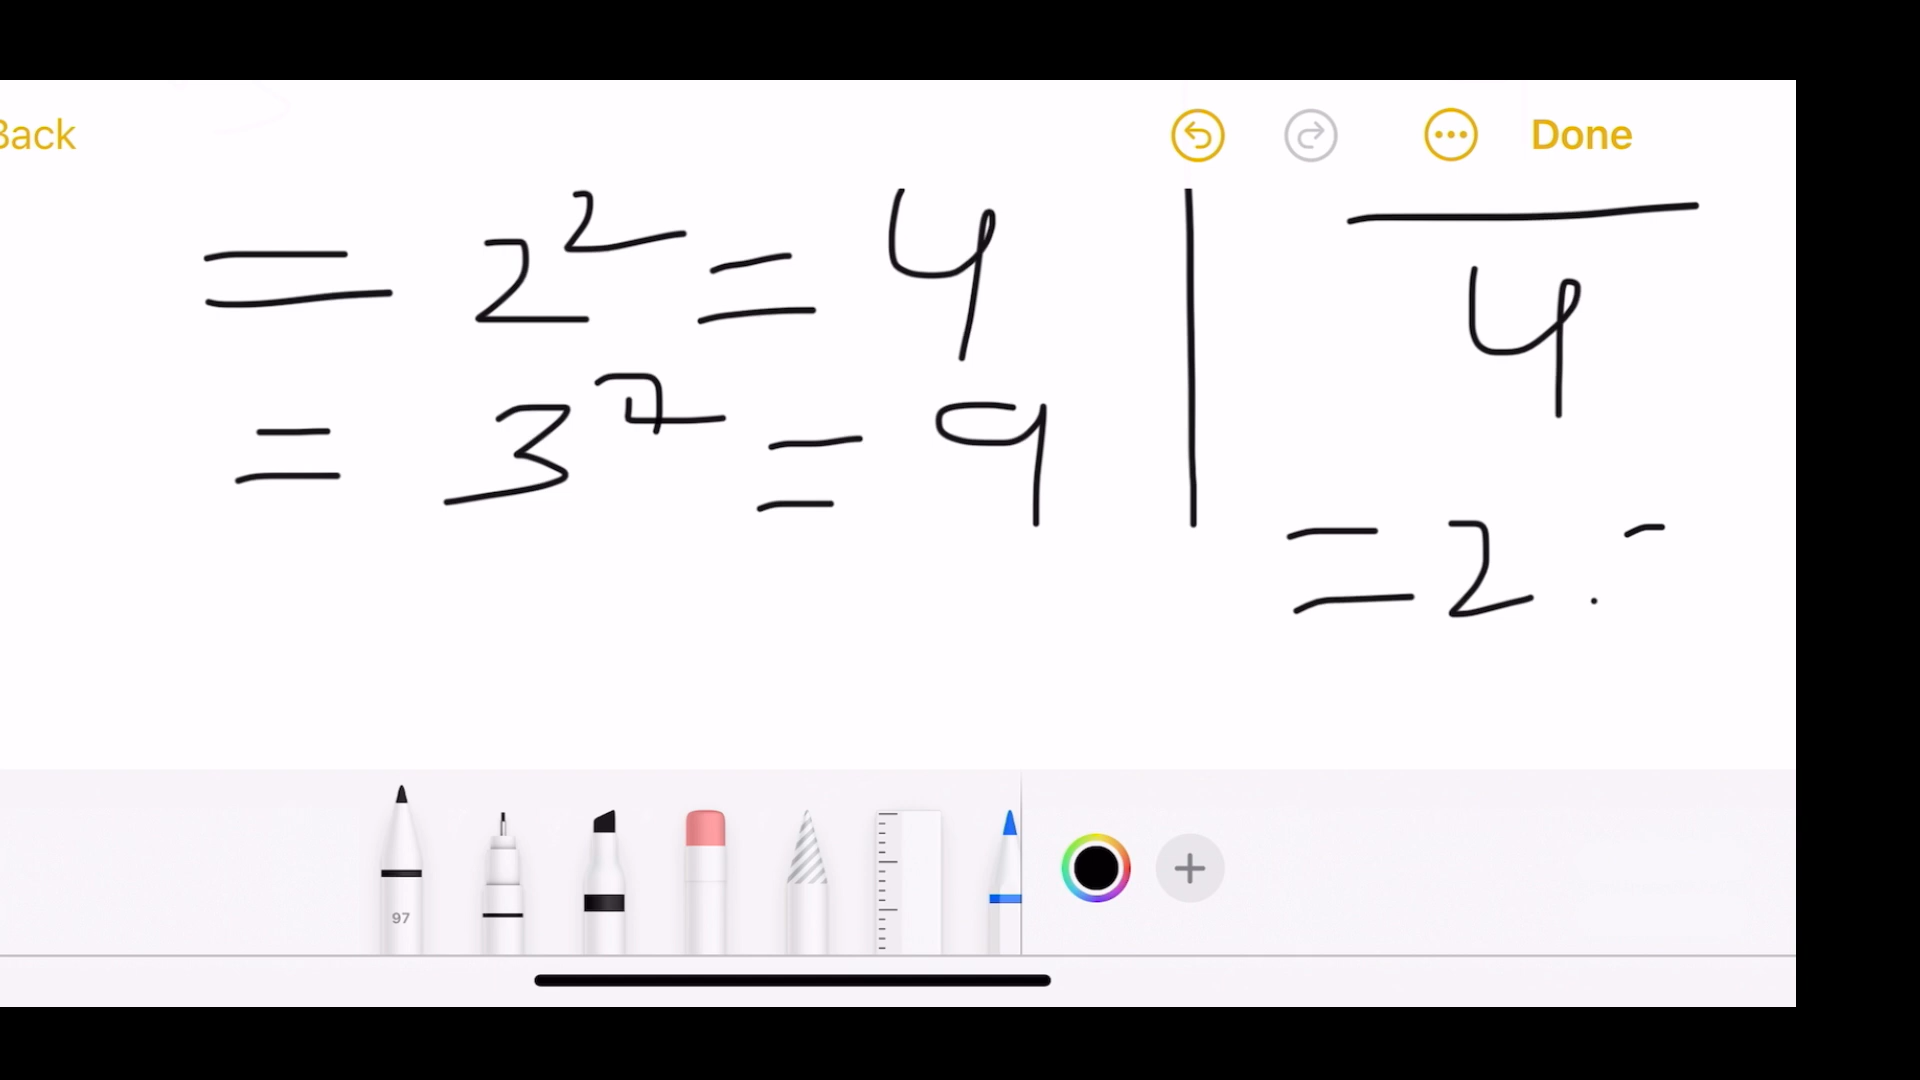 Back
Done
= 2² = 4
= 3² = 9
4
= 2.
97